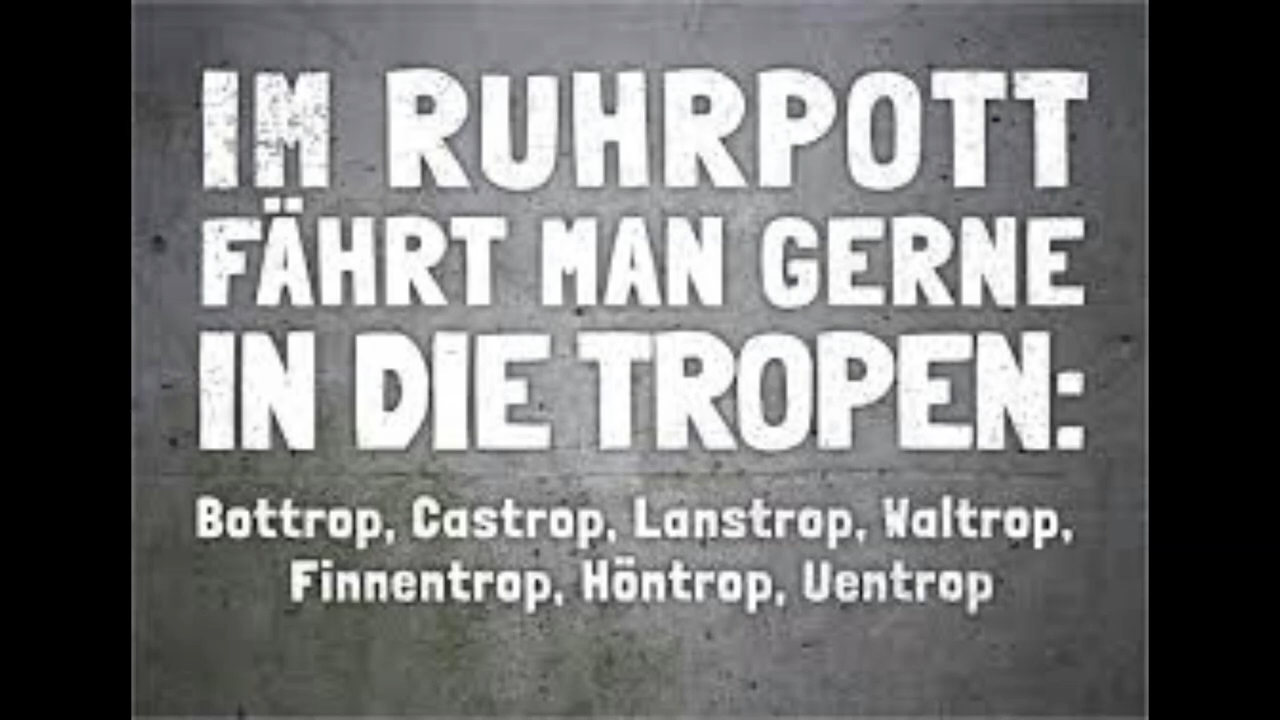 IM RUHRPOTT
FÄHRT MAN GERNE
IN DIE TROPEN:
Bottrop, Castrop, Lanstrop, Waltrop,
Finnentrop, Höntrop, Uentrop